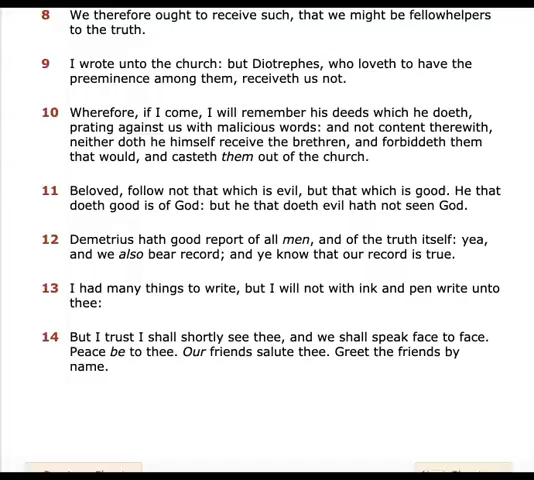 8 We therefore ought to receive such, that we might be fellowhelpers
to the truth.
9 I wrote unto the church: but Diotrephes, who loveth to have the
preeminence among them, receiveth us not.
10 Wherefore, if I come, I will remember his deeds which he doeth,
prating against us with malicious words: and not content therewith,
neither doth he himself receive the brethren, and forbiddeth them
that would, and casteth them out of the church.
11 Beloved, follow not that which is evil, but that which is good. He that
doeth good is of God: but he that doeth evil hath not seen God.
12 Demetrius hath good report of all men, and of the truth itself: yea,
and we also bear record; and ye know that our record is true.
13 I had many things to write, but I will not with ink and pen write unto
thee:
14 But I trust I shall shortly see thee, and we shall speak face to face.
Peace be to thee. Our friends salute thee. Greet the friends by
name.